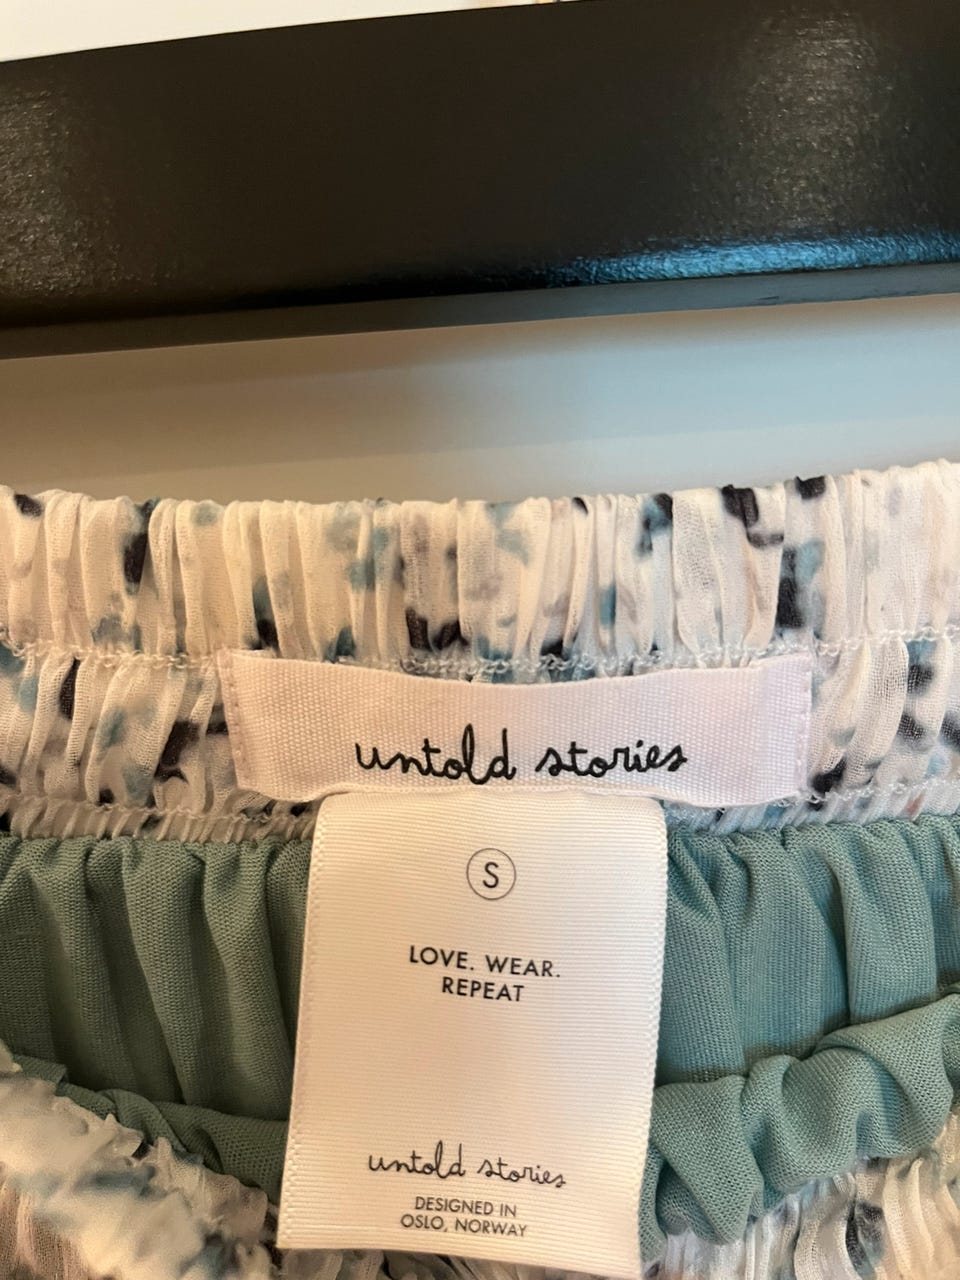 untold stories
S
LOVE. WEAR.
REPEAT
untold stories
DESIGNED IN
OSLO, NORWAY